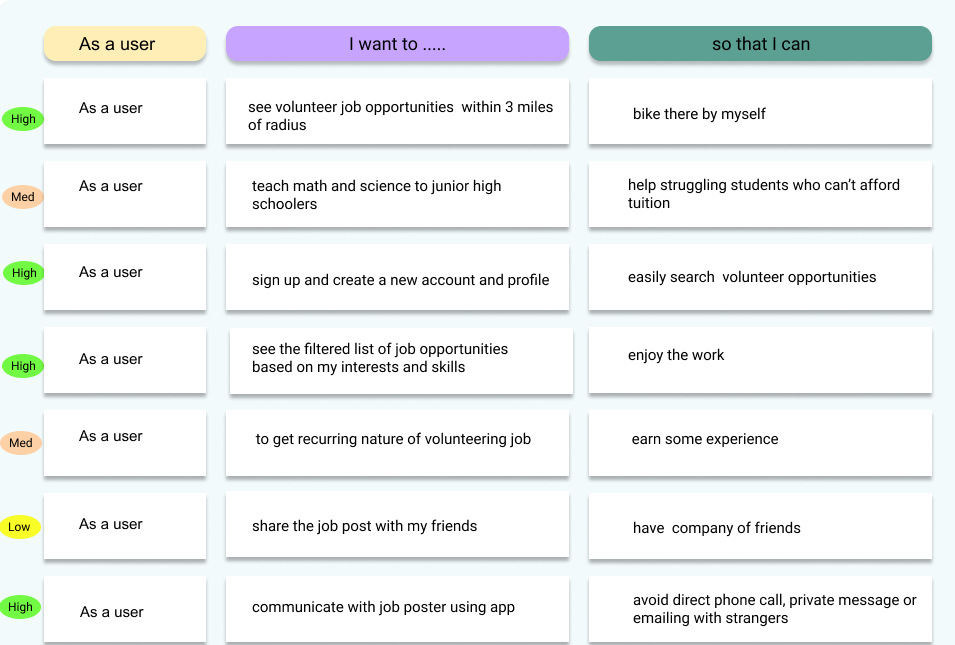 As a user
I want to .....
so that I can
High
As a user
see volunteer job opportunities within 3 miles
of radius
bike there by myself
Med
As a user
teach math and science to junior high
schoolers
help struggling students who can’t afford
tuition
High
As a user
sign up and create a new account and profile
easily search volunteer opportunities
High
As a user
see the filtered list of job opportunities
based on my interests and skills
enjoy the work
Med
As a user
to get recurring nature of volunteering job
earn some experience
Low
As a user
share the job post with my friends
have company of friends
High
As a user
communicate with job poster using app
avoid direct phone call, private message or
emailing with strangers